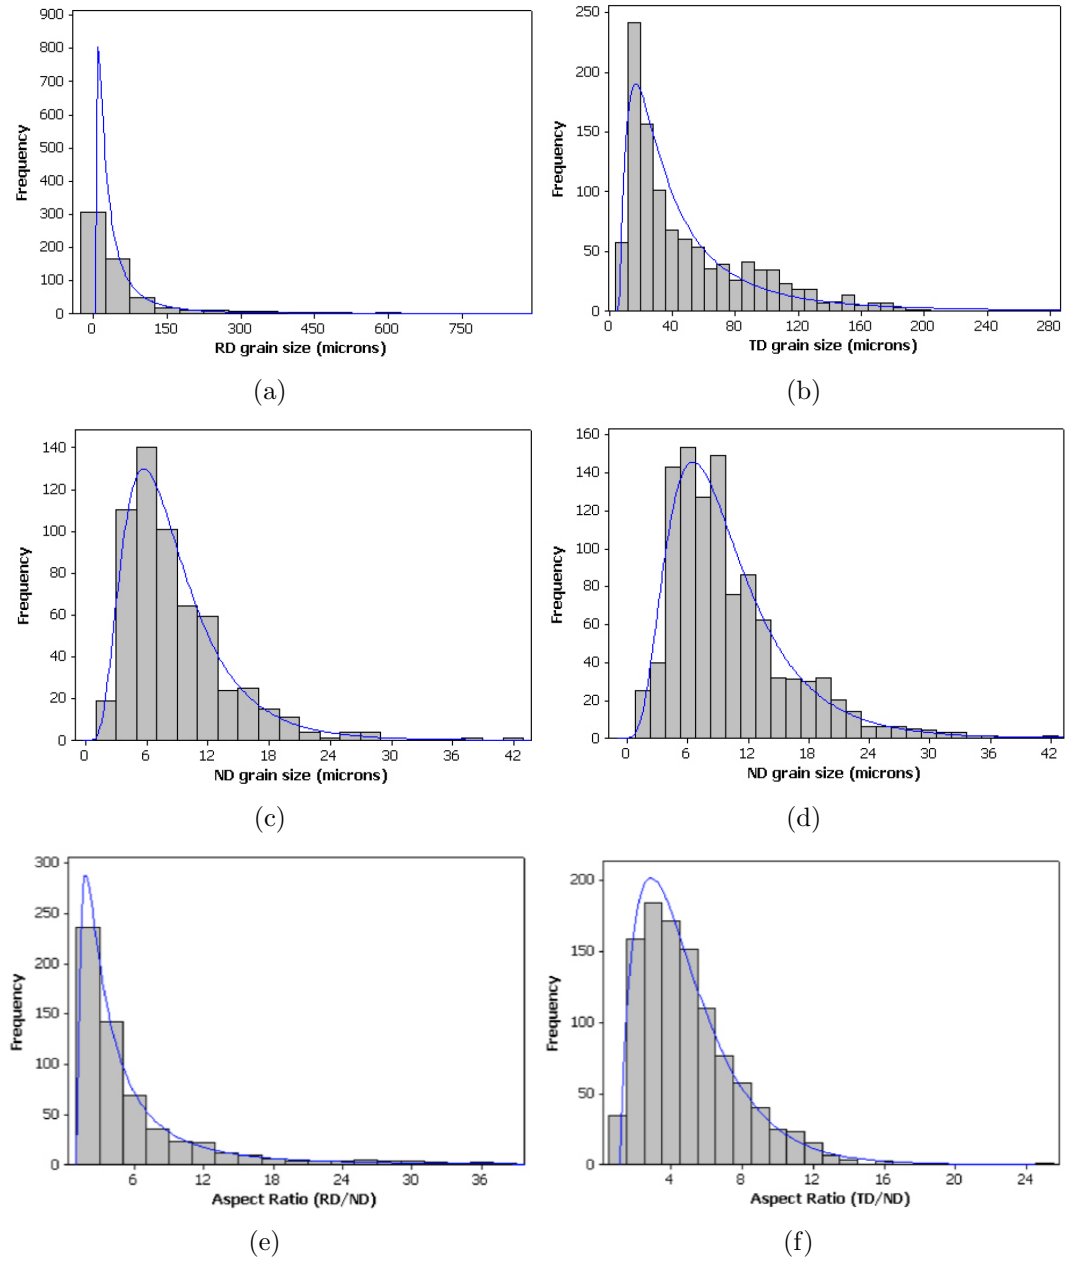 900
800
700
600
500
400
300
200
100
0
Frequency
0 150 300 450 600 750
RD grain size (microns)
(a)
250
200
150
100
50
0
Frequency
0 40 80 120 160 200 240 280
TD grain size (microns)
(b)
140
120
100
80
60
40
20
0
Frequency
0 6 12 18 24 30 36 42
ND grain size (microns)
(c)
160
140
120
100
80
60
40
20
0
Frequency
0 6 12 18 24 30 36 42
ND grain size (microns)
(d)
300
250
200
150
100
50
0
Frequency
6 12 18 24 30 36
Aspect Ratio (RD/ND)
(e)
200
150
100
50
0
Frequency
4 8 12 16 20 24
Aspect Ratio (TD/ND)
(f)